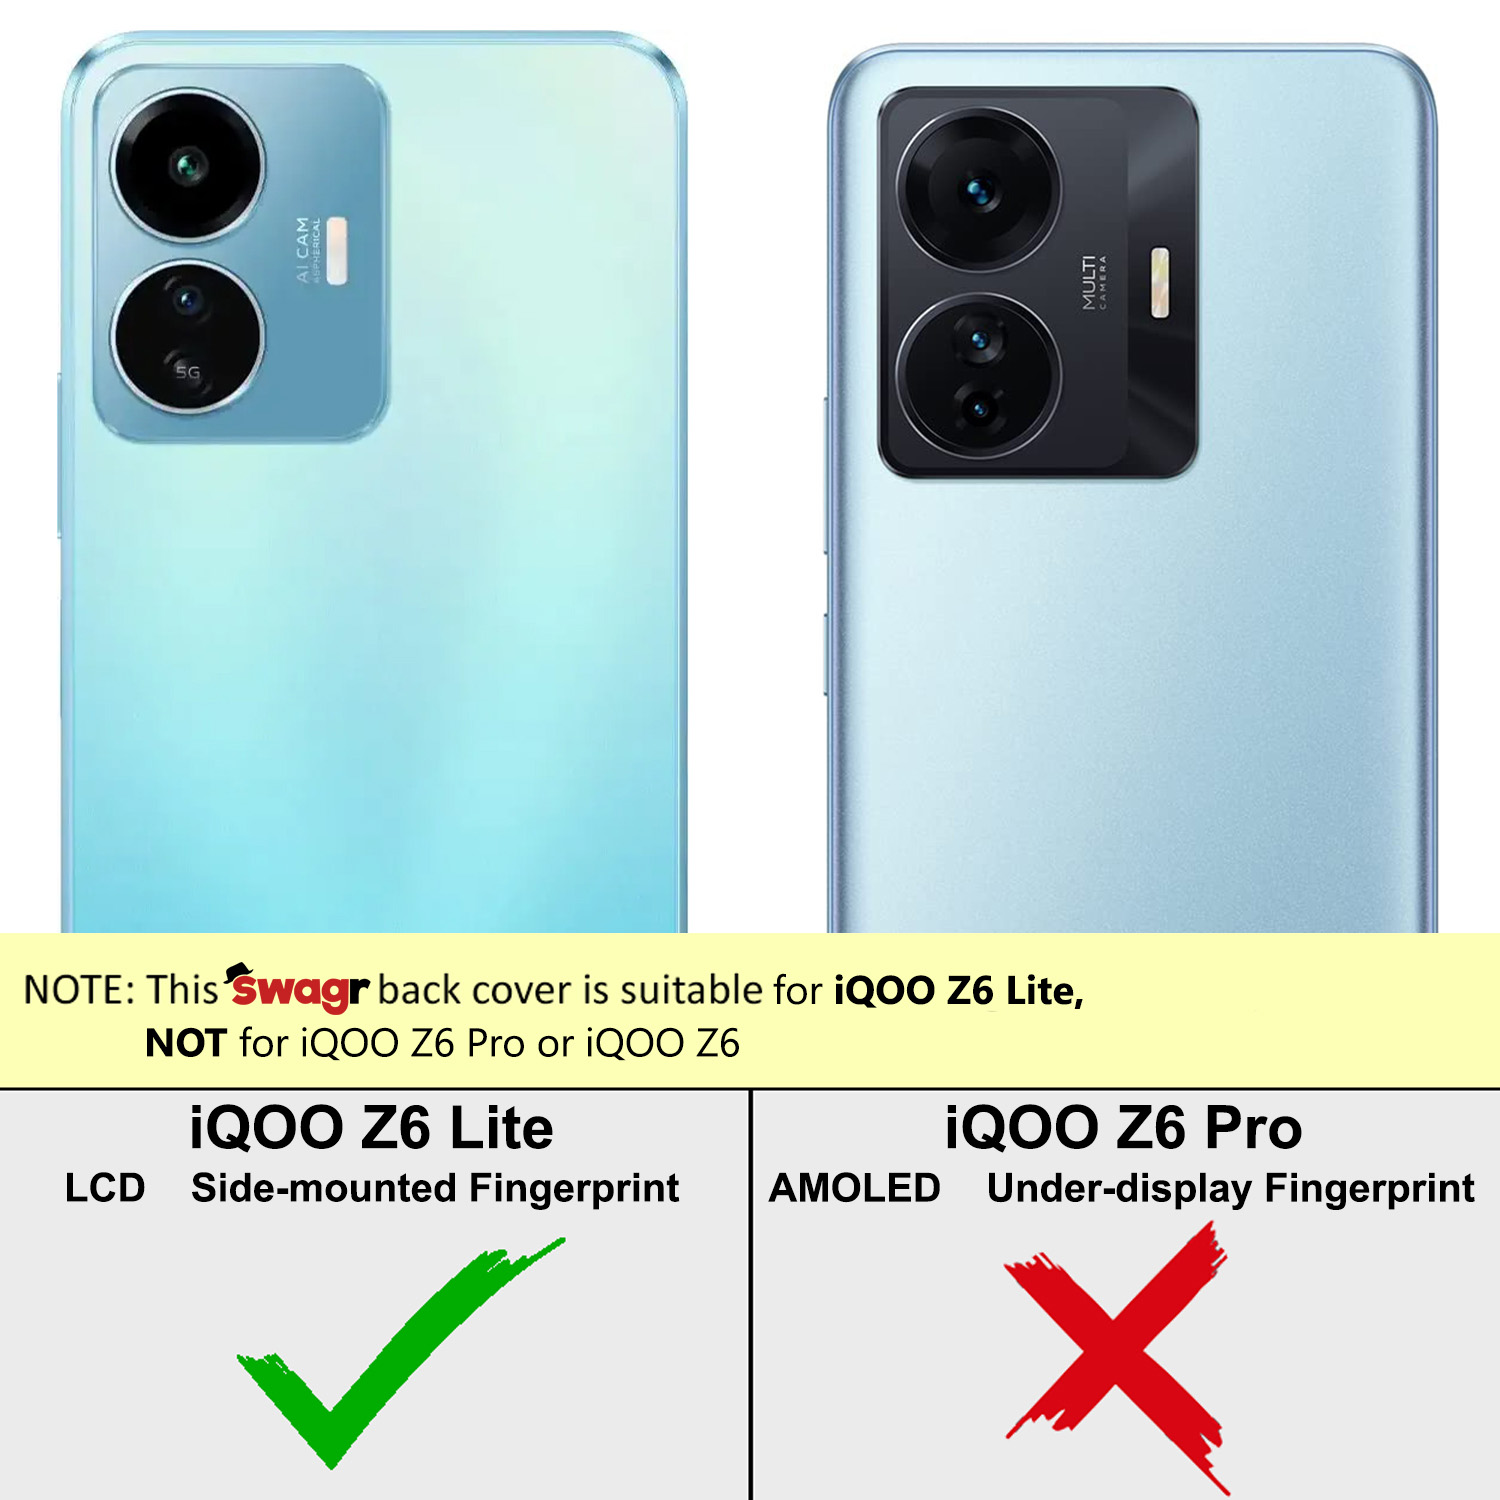 AI CAM
ASPHERICAL
5G
MULTI
CAMERA
NOTE: This Swagr back cover is suitable for iQOO Z6 Lite,
NOT for iQOO Z6 Pro or iQOO Z6
iQOO Z6 Lite
LCD Side-mounted Fingerprint
iQOO Z6 Pro
AMOLED Under-display Fingerprint